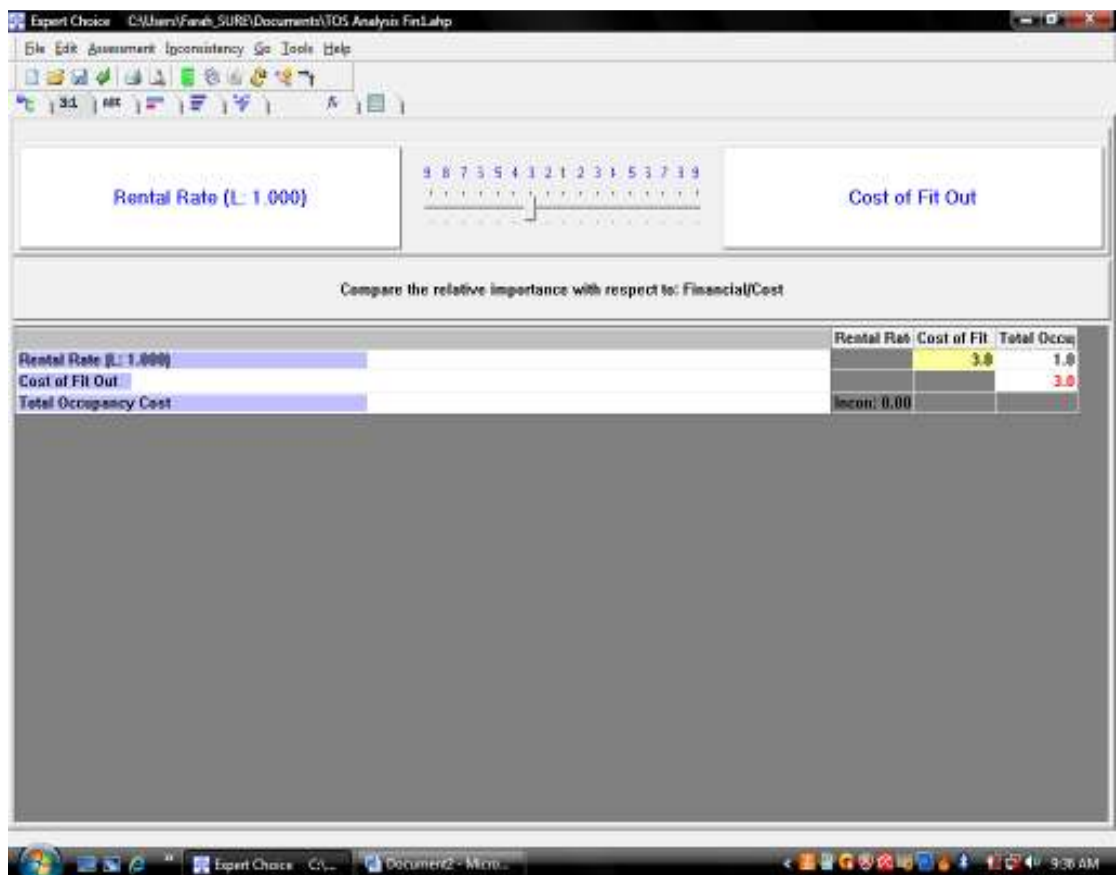 Expert Choice C:\Users\Farah_SURE\Documents\TOS Analysis Fin1.ahp
File Edit Assessment Inconsistency Go Tools Help
3:1 ABC
Rental Rate (L: 1.000)
9 8 7 6 5 4 3 2 1 2 3 4 5 6 7 8 9
Cost of Fit Out
Compare the relative importance with respect to: Financial/Cost
Rental Rat Cost of Fit Total Occup
Rental Rate (L: 1.000) 3.0 1.0
Cost of Fit Out 3.0
Total Occupancy Cost Incon: 0.00
Expert Choice C:\... Document2 - Micro... 9:36 AM